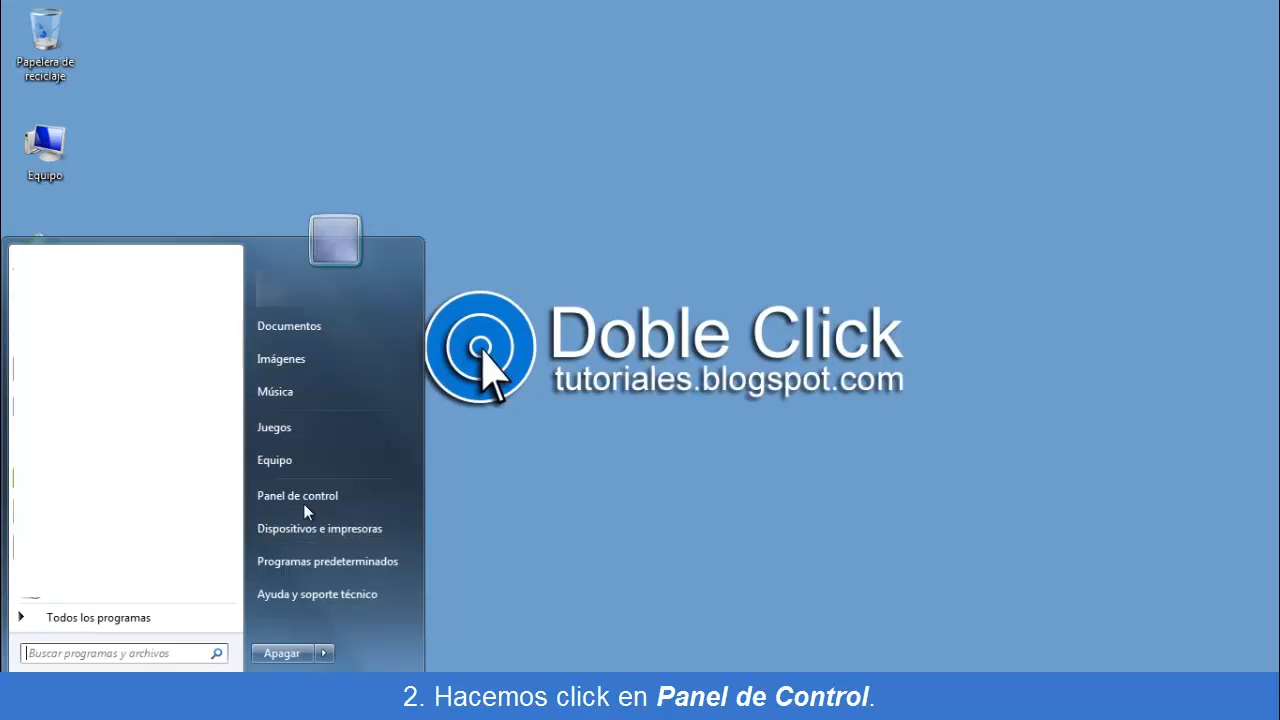 Papelera de
reciclaje
Equipo
Documentos
Imágenes
Música
Juegos
Equipo
Panel de control
Dispositivos e impresoras
Programas predeterminados
Ayuda y soporte técnico
Todos los programas
Buscar programas y archivos
Apagar
Doble Click
tutoriales.blogspot.com
2. Hacemos click en Panel de Control.